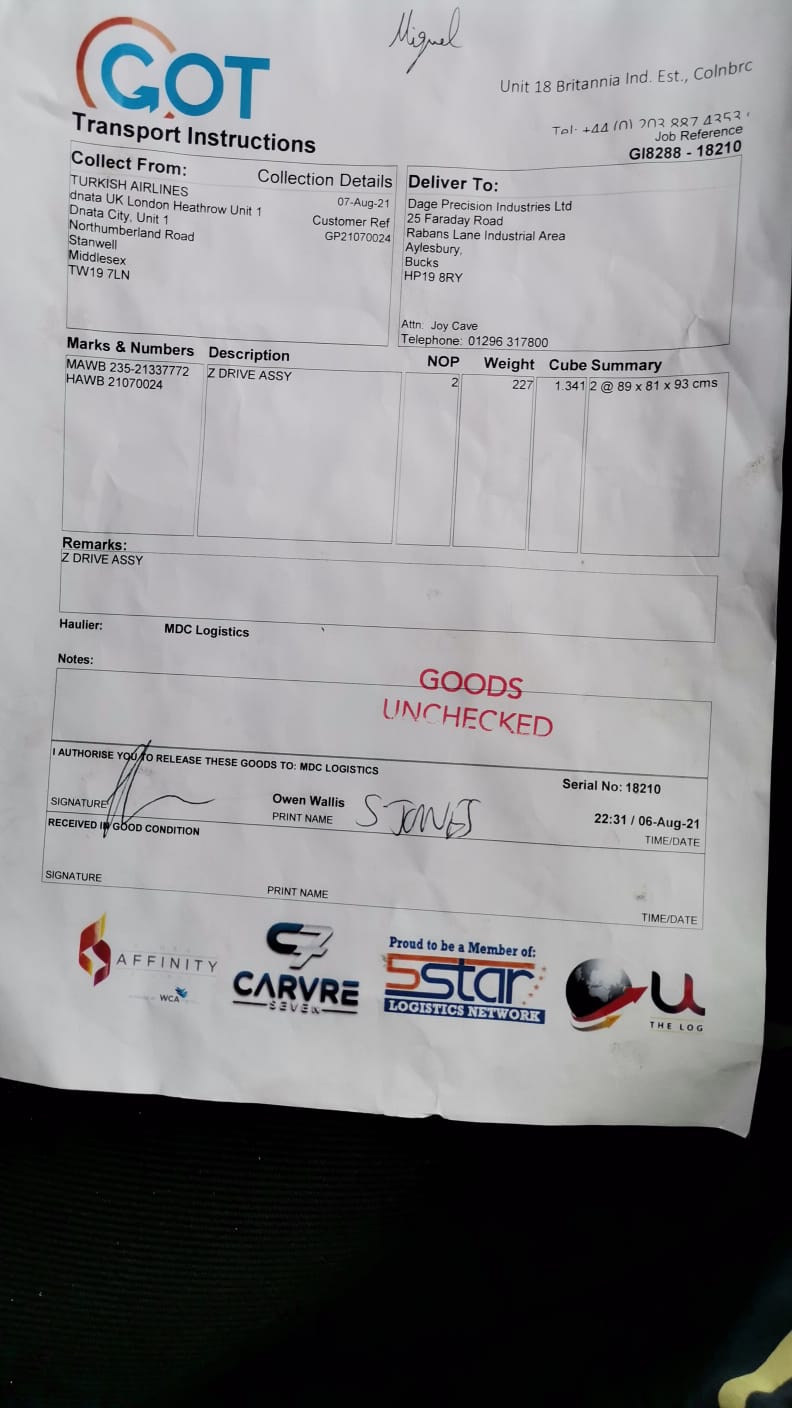 Miguel
GOT
Unit 18 Britannia Ind. Est., Colnbrc
Tel: +44 (0) 203 887 4353
Transport Instructions
Job Reference
GI8288 - 18210
Collect From:
Collection Details
TURKISH AIRLINES
07-Aug-21
dnata UK London Heathrow Unit 1
Customer Ref
Dnata City, Unit 1
GP21070024
Northumberland Road
Stanwell
Middlesex
TW19 7LN
Deliver To:
Dage Precision Industries Ltd
25 Faraday Road
Rabans Lane Industrial Area
Aylesbury,
Bucks
HP19 8RY
Attn: Joy Cave
Telephone: 01296 317800
Marks & Numbers Description NOP Weight Cube Summary
MAWB 235-21337772 Z DRIVE ASSY 2 227 1.341 2 @ 89 x 81 x 93 cms
HAWB 21070024
Remarks:
Z DRIVE ASSY
Haulier: MDC Logistics
Notes:
GOODS
UNCHECKED
I AUTHORISE YOU TO RELEASE THESE GOODS TO: MDC LOGISTICS
Serial No: 18210
SIGNATURE Owen Wallis S JONES 22:31 / 06-Aug-21
PRINT NAME TIME/DATE
RECEIVED IN GOOD CONDITION
SIGNATURE PRINT NAME TIME/DATE
AFFINITY
WCA
C7
CARVRE
SEVEN
Proud to be a Member of:
5star
LOGISTICS NETWORK
U
THE LOG